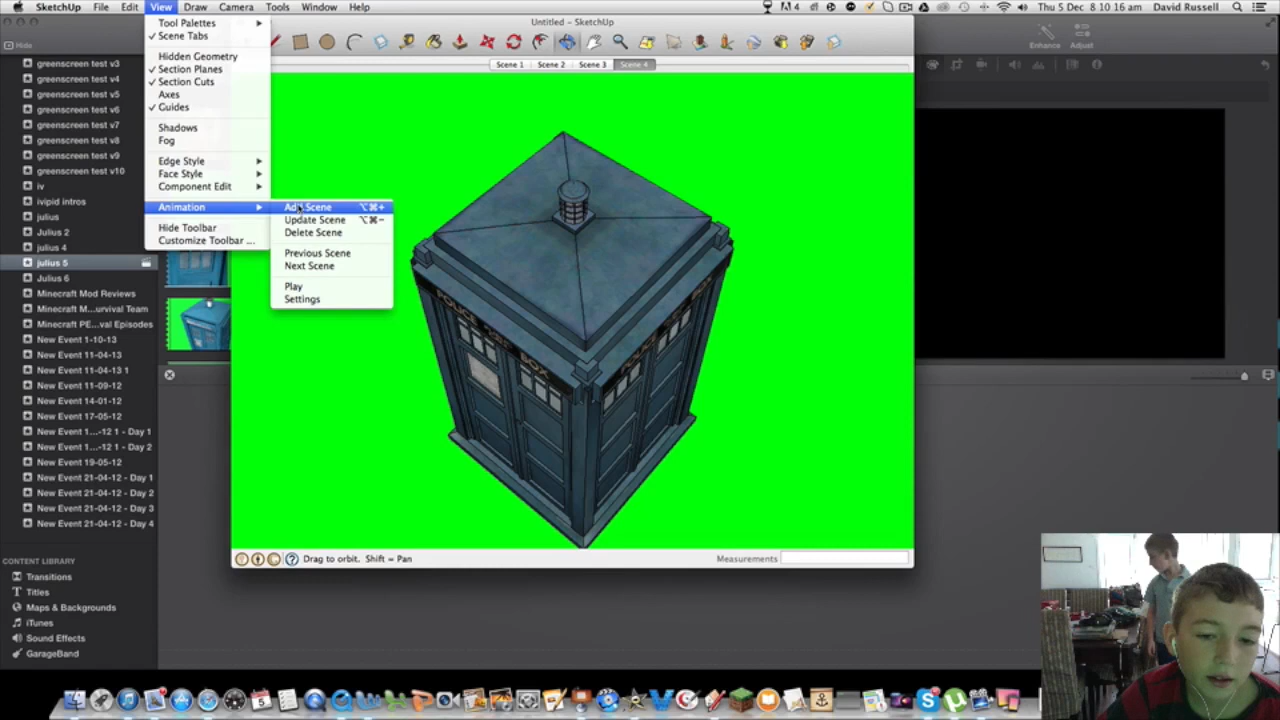 SketchUp File Edit View Draw Camera Tools Window Help
4 Thu 5 Dec 8:10:16 am David Russell
Hide
greenscreen test v3
greenscreen test v4
greenscreen test v5
greenscreen test v6
greenscreen test v7
greenscreen test v8
greenscreen test v9
greenscreen test v10
iv
ivipid intros
julius
Julius 2
julius 4
julius 5
Julius 6
Minecraft Mod Reviews
Minecraft M...urvival Team
Minecraft PE...val Episodes
New Event 1-10-13
New Event 11-04-13
New Event 11-04-13 1
New Event 11-09-12
New Event 14-01-12
New Event 17-05-12
New Event 1...-12 1 - Day 1
New Event 1...-12 1 - Day 2
New Event 19-05-12
New Event 21-04-12 - Day 1
New Event 21-04-12 - Day 2
New Event 21-04-12 - Day 3
New Event 21-04-12 - Day 4
CONTENT LIBRARY
Transitions
Titles
Maps & Backgrounds
iTunes
Sound Effects
GarageBand
Tool Palettes
Scene Tabs
Hidden Geometry
Section Planes
Section Cuts
Axes
Guides
Shadows
Fog
Edge Style
Face Style
Component Edit
Animation
Hide Toolbar
Customize Toolbar ...
Add Scene ⌥⌘+
Update Scene ⌥⌘-
Delete Scene
Previous Scene
Next Scene
Play
Settings
Untitled - SketchUp
Scene 1 Scene 2 Scene 3 Scene 4
POLICE BOX
Drag to orbit. Shift = Pan
Measurements
Enhance Adjust